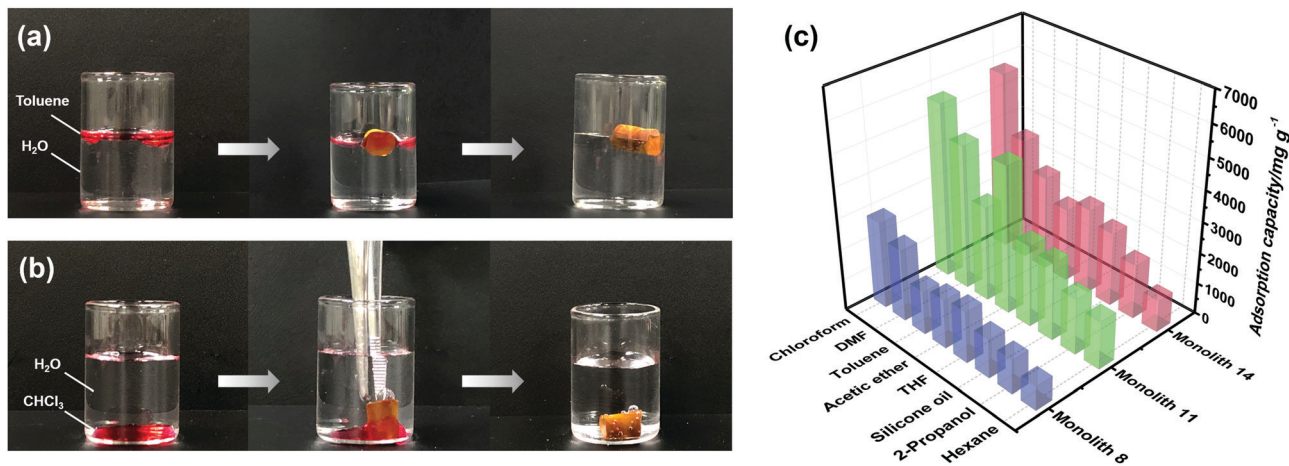 (a)
Toluene
H₂O
(b)
H₂O
CHCl₃
(c)
7000
6000
5000
4000
3000
2000
1000
0
Adsorption capacity/mg g⁻¹
Chloroform
DMF
Toluene
Acetic ether
THF
Silicone oil
2-Propanol
Hexane
Monolith 8
Monolith 11
Monolith 14